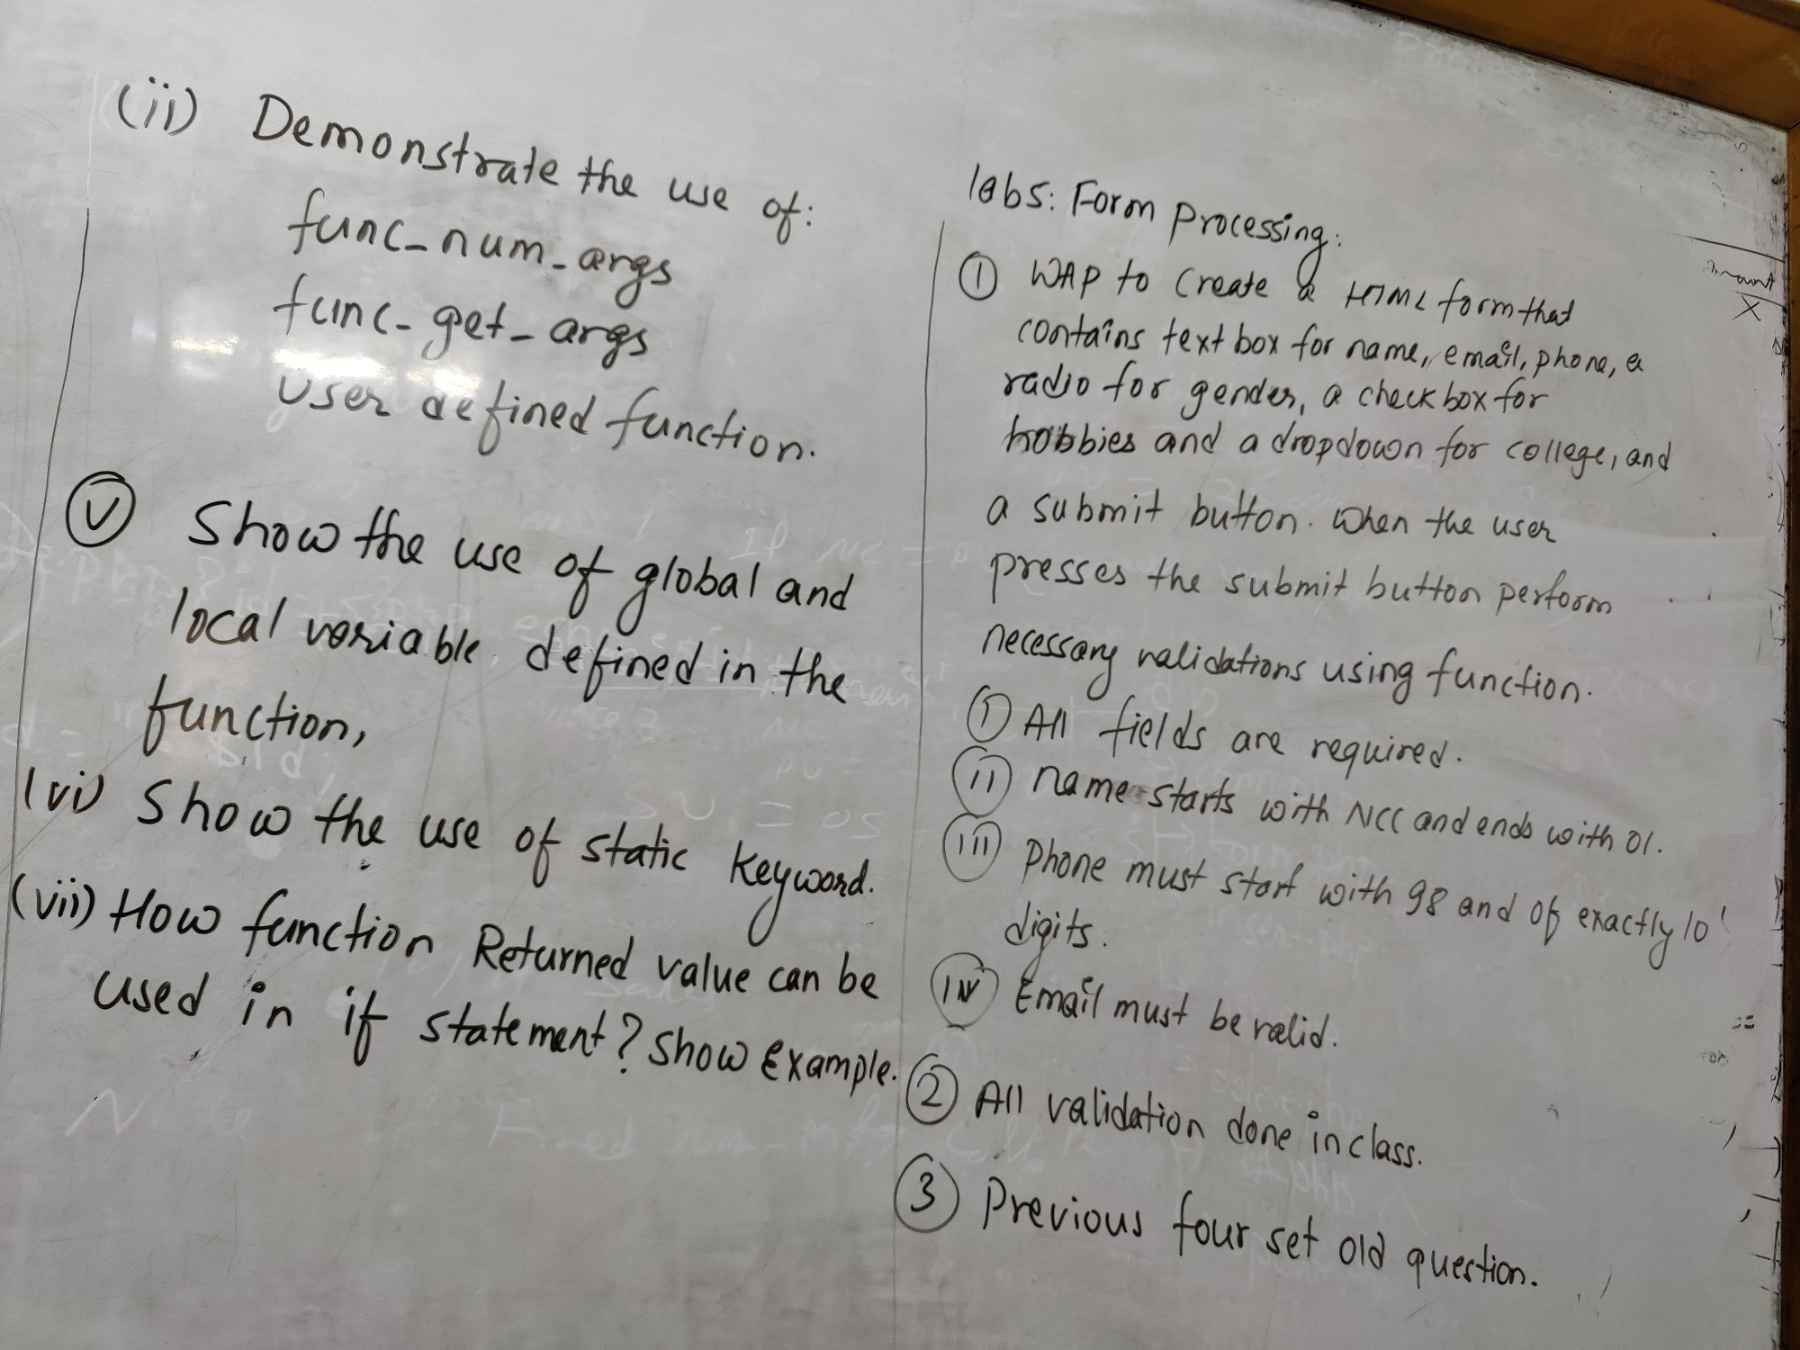 (ii) Demonstrate the use of:
func_num_args
func_get_args
User defined function.
(v) Show the use of global and
local variable defined in the
function,
(vi) Show the use of static keyword.
(vii) How function Returned value can be
used in if statement? Show Example.
lab5: Form Processing:
(1) WAP to Create a HTML form that
contains text box for name, email, phone, a
radio for gender, a checkbox for
hobbies and a dropdown for college, and
a submit button. When the user
presses the submit button perform
necessary validations using function.
(i) All fields are required.
(ii) name starts with NCC and ends with 01.
(iii) Phone must start with 98 and of exactly 10
digits.
(iv) Email must be valid.
(2) All validation done in class.
(3) Previous four set old question.